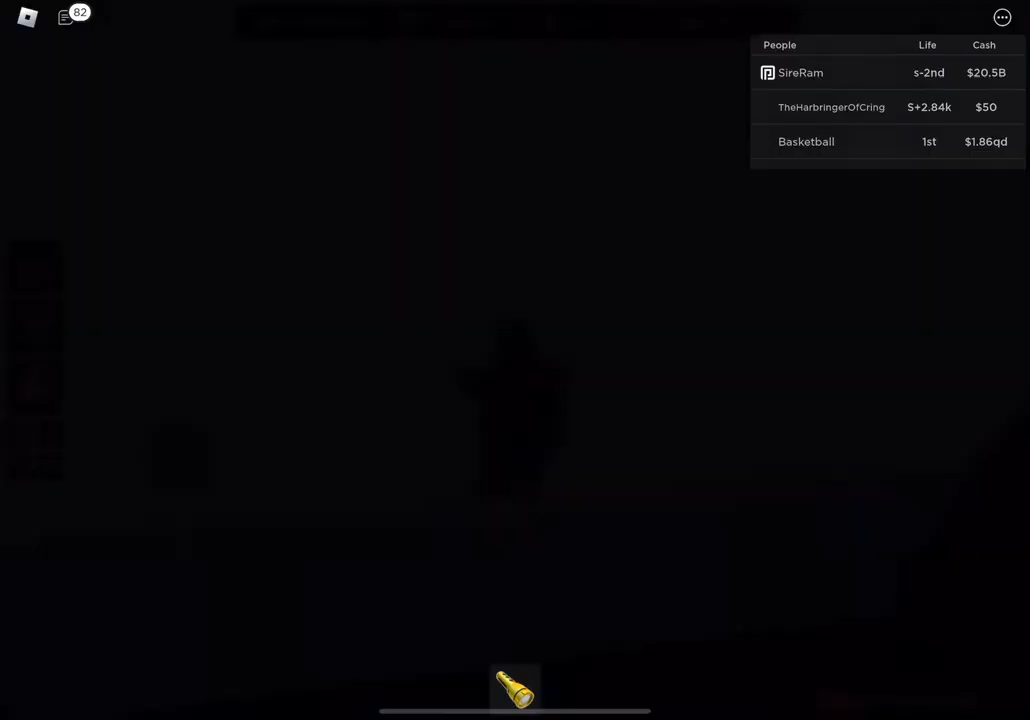 82
People Life Cash
SireRam s-2nd $20.5B
TheHarbringerOfCring S+2.84k $50
Basketball 1st $1.86qd